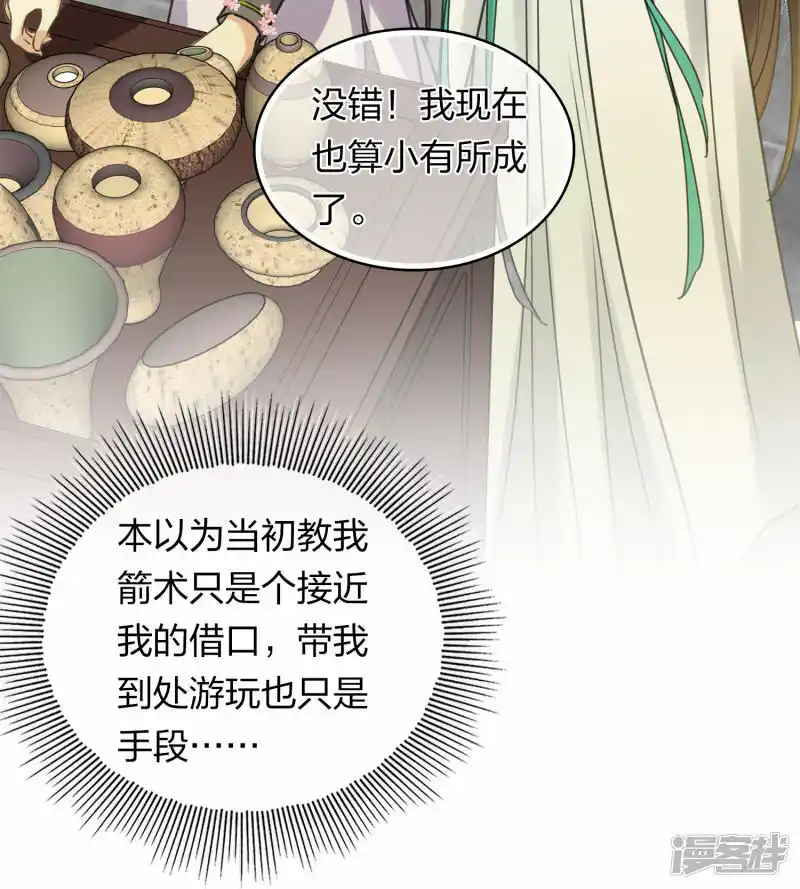 没错！我现在
也算小有所成
了。
本以为当初教我
箭术只是个接近
我的借口，带我
到处游玩也只是
手段……
漫客栈